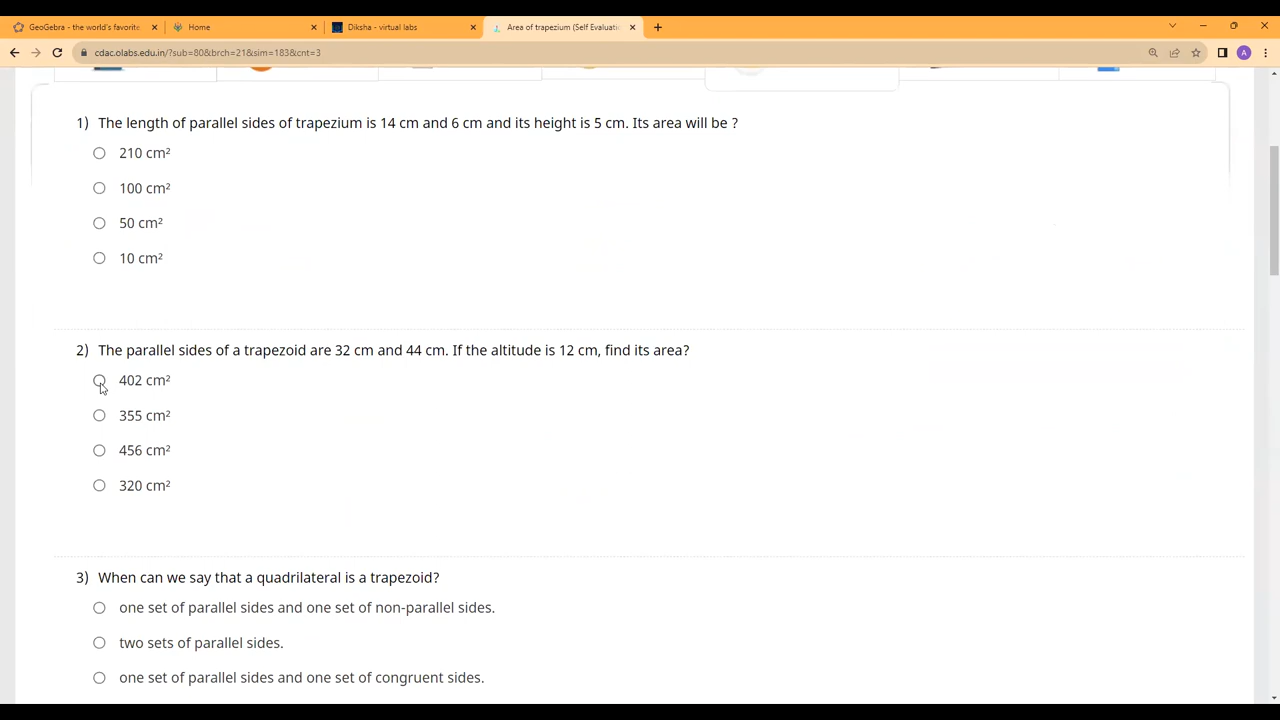 GeoGebra - the world's favorite
Home
Diksha - virtual labs
Area of trapezium (Self Evaluatio
cdac.olabs.edu.in/?sub=80&brch=21&sim=183&cnt=3
A
1) The length of parallel sides of trapezium is 14 cm and 6 cm and its height is 5 cm. Its area will be ?
210 cm²
100 cm²
50 cm²
10 cm²
2) The parallel sides of a trapezoid are 32 cm and 44 cm. If the altitude is 12 cm, find its area?
402 cm²
355 cm²
456 cm²
320 cm²
3) When can we say that a quadrilateral is a trapezoid?
one set of parallel sides and one set of non-parallel sides.
two sets of parallel sides.
one set of parallel sides and one set of congruent sides.